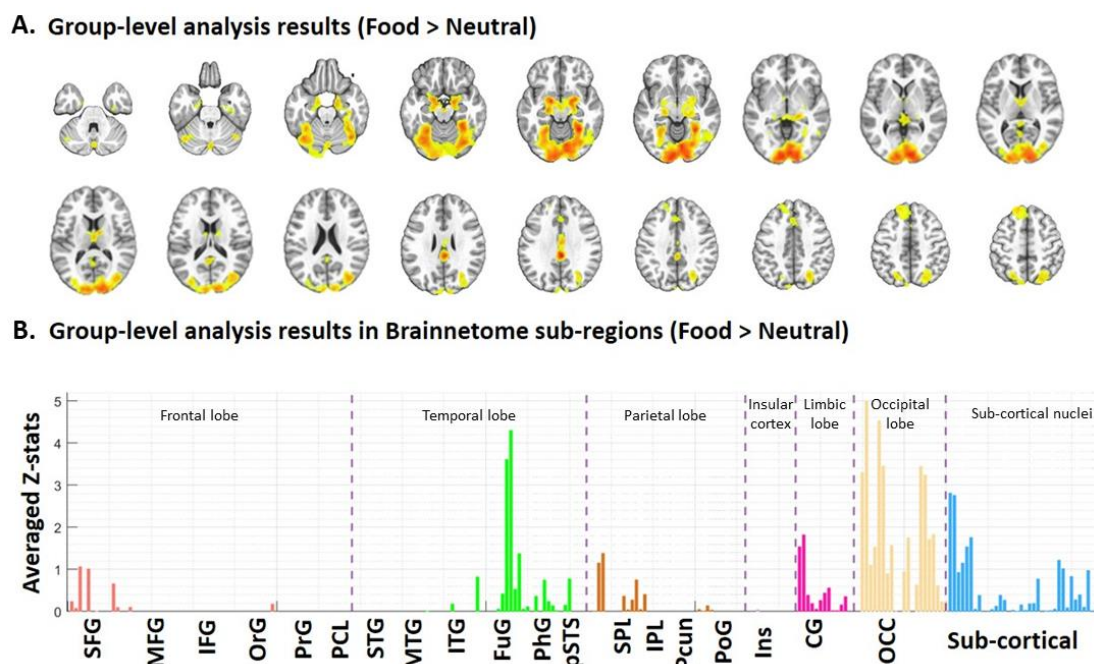 A. Group-level analysis results (Food > Neutral)
B. Group-level analysis results in Brainnetome sub-regions (Food > Neutral)
Averaged Z-stats
5
4
3
2
1
0
Frontal lobe
Temporal lobe
Parietal lobe
Insular
cortex
Limbic
lobe
Occipital
lobe
Sub-cortical nuclei
SFG
MFG
IFG
OrG
PrG
PCL
STG
MTG
ITG
FuG
PhG
pSTS
SPL
IPL
Pcun
PoG
Ins
CG
OCC
Sub-cortical